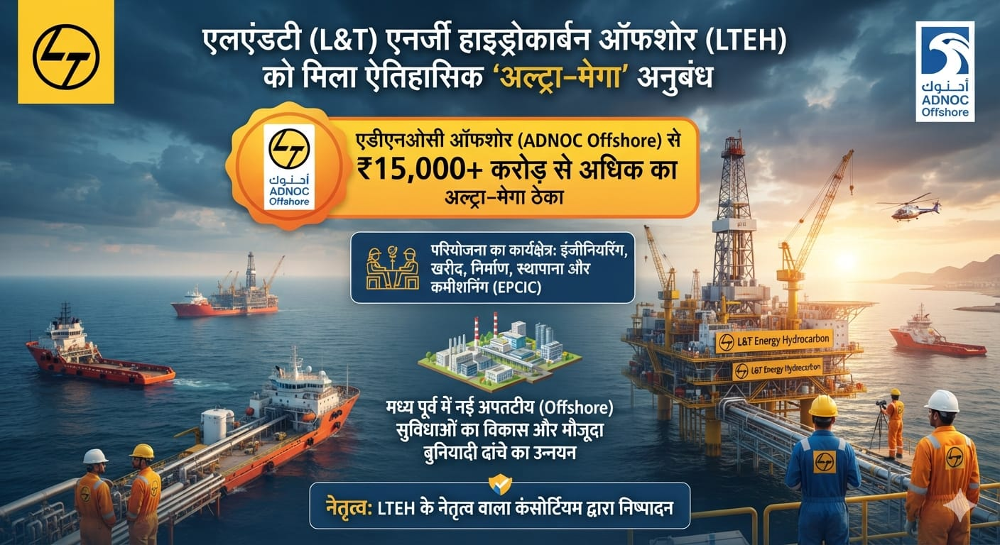 एलएंडटी (L&T) एनर्जी हाइड्रोकार्बन ऑफशोर (LTEH)
को मिला ऐतिहासिक ‘अल्ट्रा-मेगा’ अनुबंध
أدنوك
ADNOC
Offshore
أدنوك
ADNOC
Offshore
एडीएनओसी ऑफशोर (ADNOC Offshore) से
₹15,000+ करोड़ से अधिक का
अल्ट्रा-मेगा ठेका
परियोजना का कार्यक्षेत्र: इंजीनियरिंग,
खरीद, निर्माण, स्थापाना और
कमीशनिंग (EPCIC)
L&T Energy Hydrocarbon
L&T Energy Hydrocarbon
मध्य पूर्व में नई अपतटीय (Offshore)
सुविधाओं का विकास और मौजूदा
बुनियादी ढांचे का उन्नयन
नेतृत्व: LTEH के नेतृत्व वाला कंसोर्टियम द्वारा निष्पादन